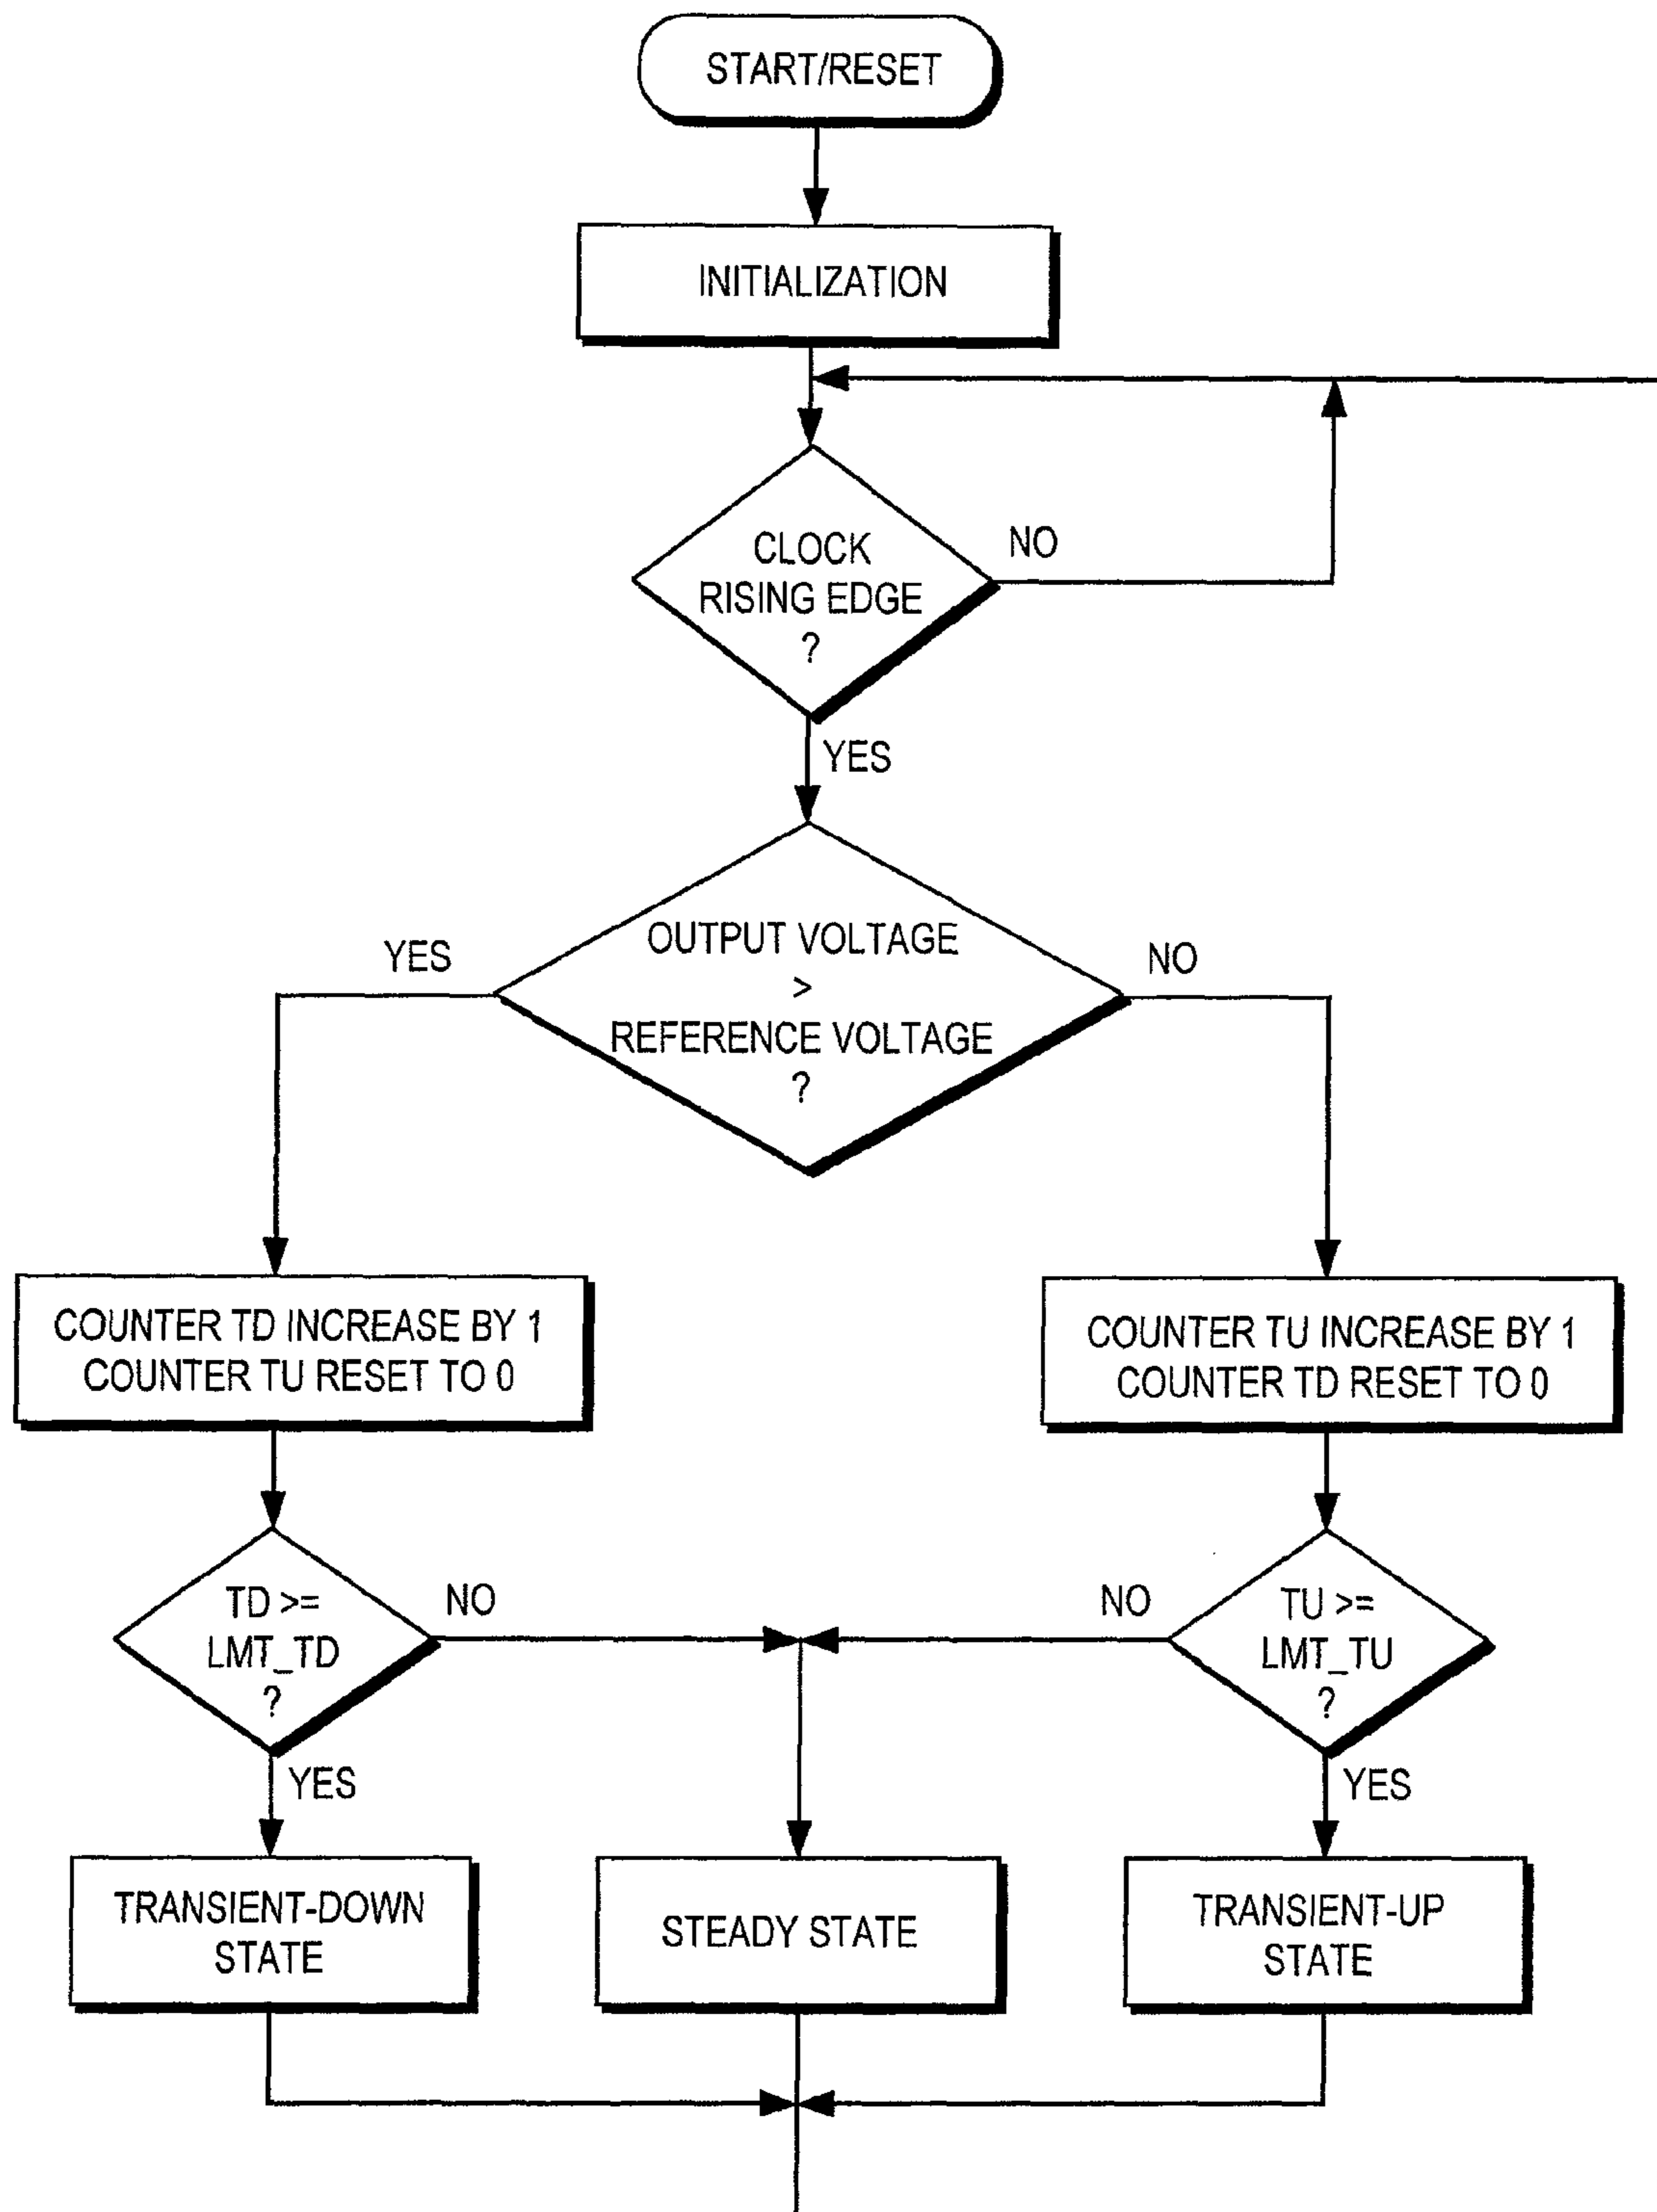 START/RESET
INITIALIZATION
CLOCK
RISING EDGE
?
NO
YES
OUTPUT VOLTAGE
>
REFERENCE VOLTAGE
?
YES
NO
COUNTER TD INCREASE BY 1
COUNTER TU RESET TO 0
COUNTER TU INCREASE BY 1
COUNTER TD RESET TO 0
TD >=
LMT_TD
?
NO
YES
NO
TU >=
LMT_TU
?
YES
TRANSIENT-DOWN
STATE
STEADY STATE
TRANSIENT-UP
STATE